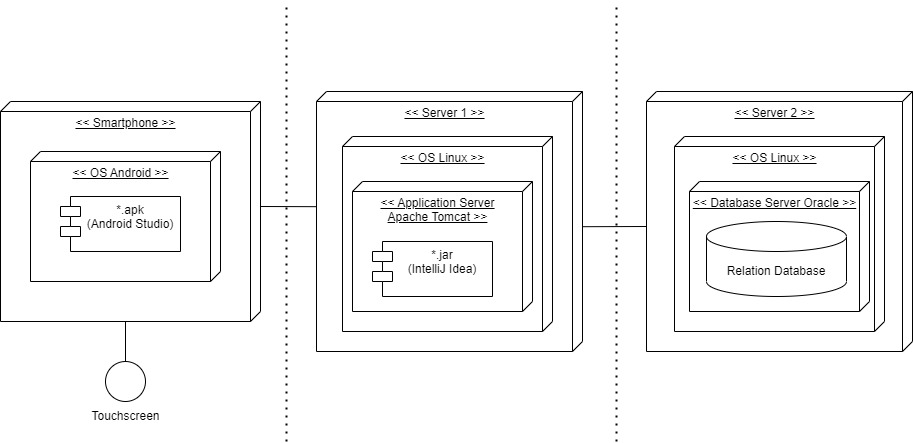 << Smartphone >>
<< OS Android >>
*.apk
(Android Studio)
Touchscreen
<< Server 1 >>
<< OS Linux >>
<< Application Server
Apache Tomcat >>
*.jar
(IntelliJ Idea)
<< Server 2 >>
<< OS Linux >>
<< Database Server Oracle >>
Relation Database